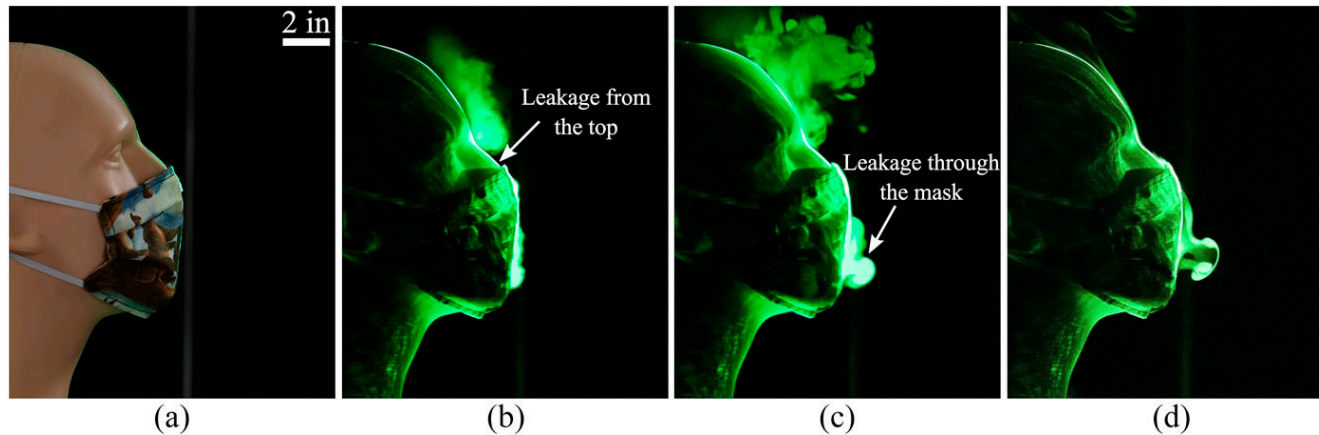 2 in
Leakage from
the top
Leakage through
the mask
(a)
(b)
(c)
(d)